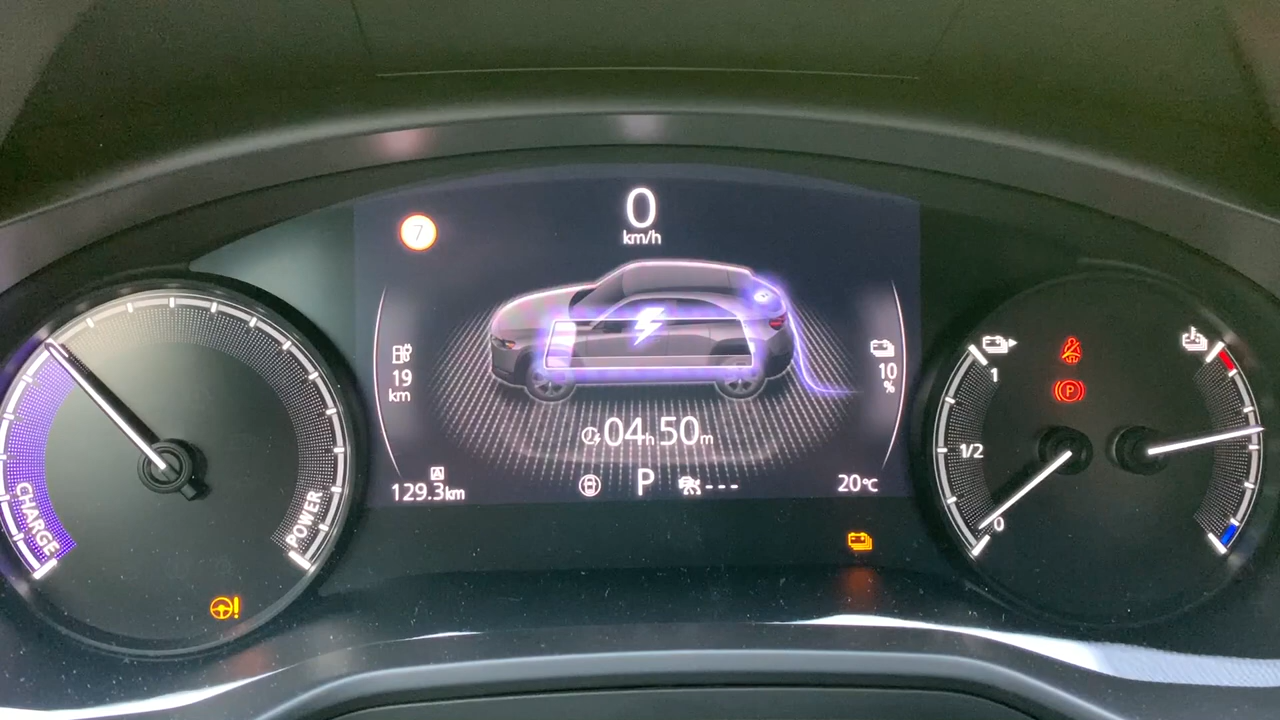 7
0
km/h
19
km
10
%
04h50m
A
129.3km
P
---
20℃
CHARGE
POWER
!
1
1/2
0
P